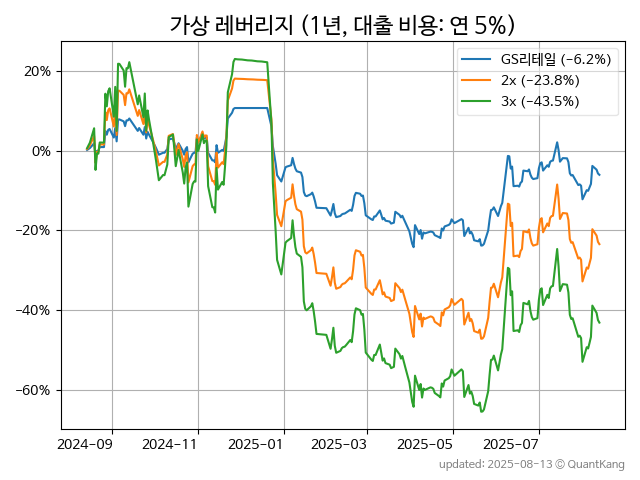 가상 레버리지 (1년, 대출 비용: 연 5%)
GS리테일 (−6.2%)
2x (−23.8%)
3x (−43.5%)
20%
0%
−20%
−40%
−60%
2024-09
2024-11
2025-01
2025-03
2025-05
2025-07
updated: 2025-08-13 © QuantKang